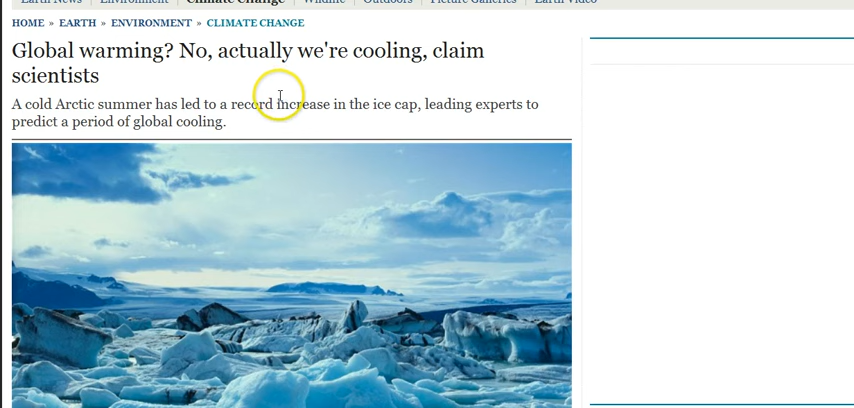 Earth News Environment Climate Change Wildlife Outdoors Picture Galleries Earth Video
HOME » EARTH » ENVIRONMENT » CLIMATE CHANGE
Global warming? No, actually we're cooling, claim
scientists
A cold Arctic summer has led to a record increase in the ice cap, leading experts to
predict a period of global cooling.